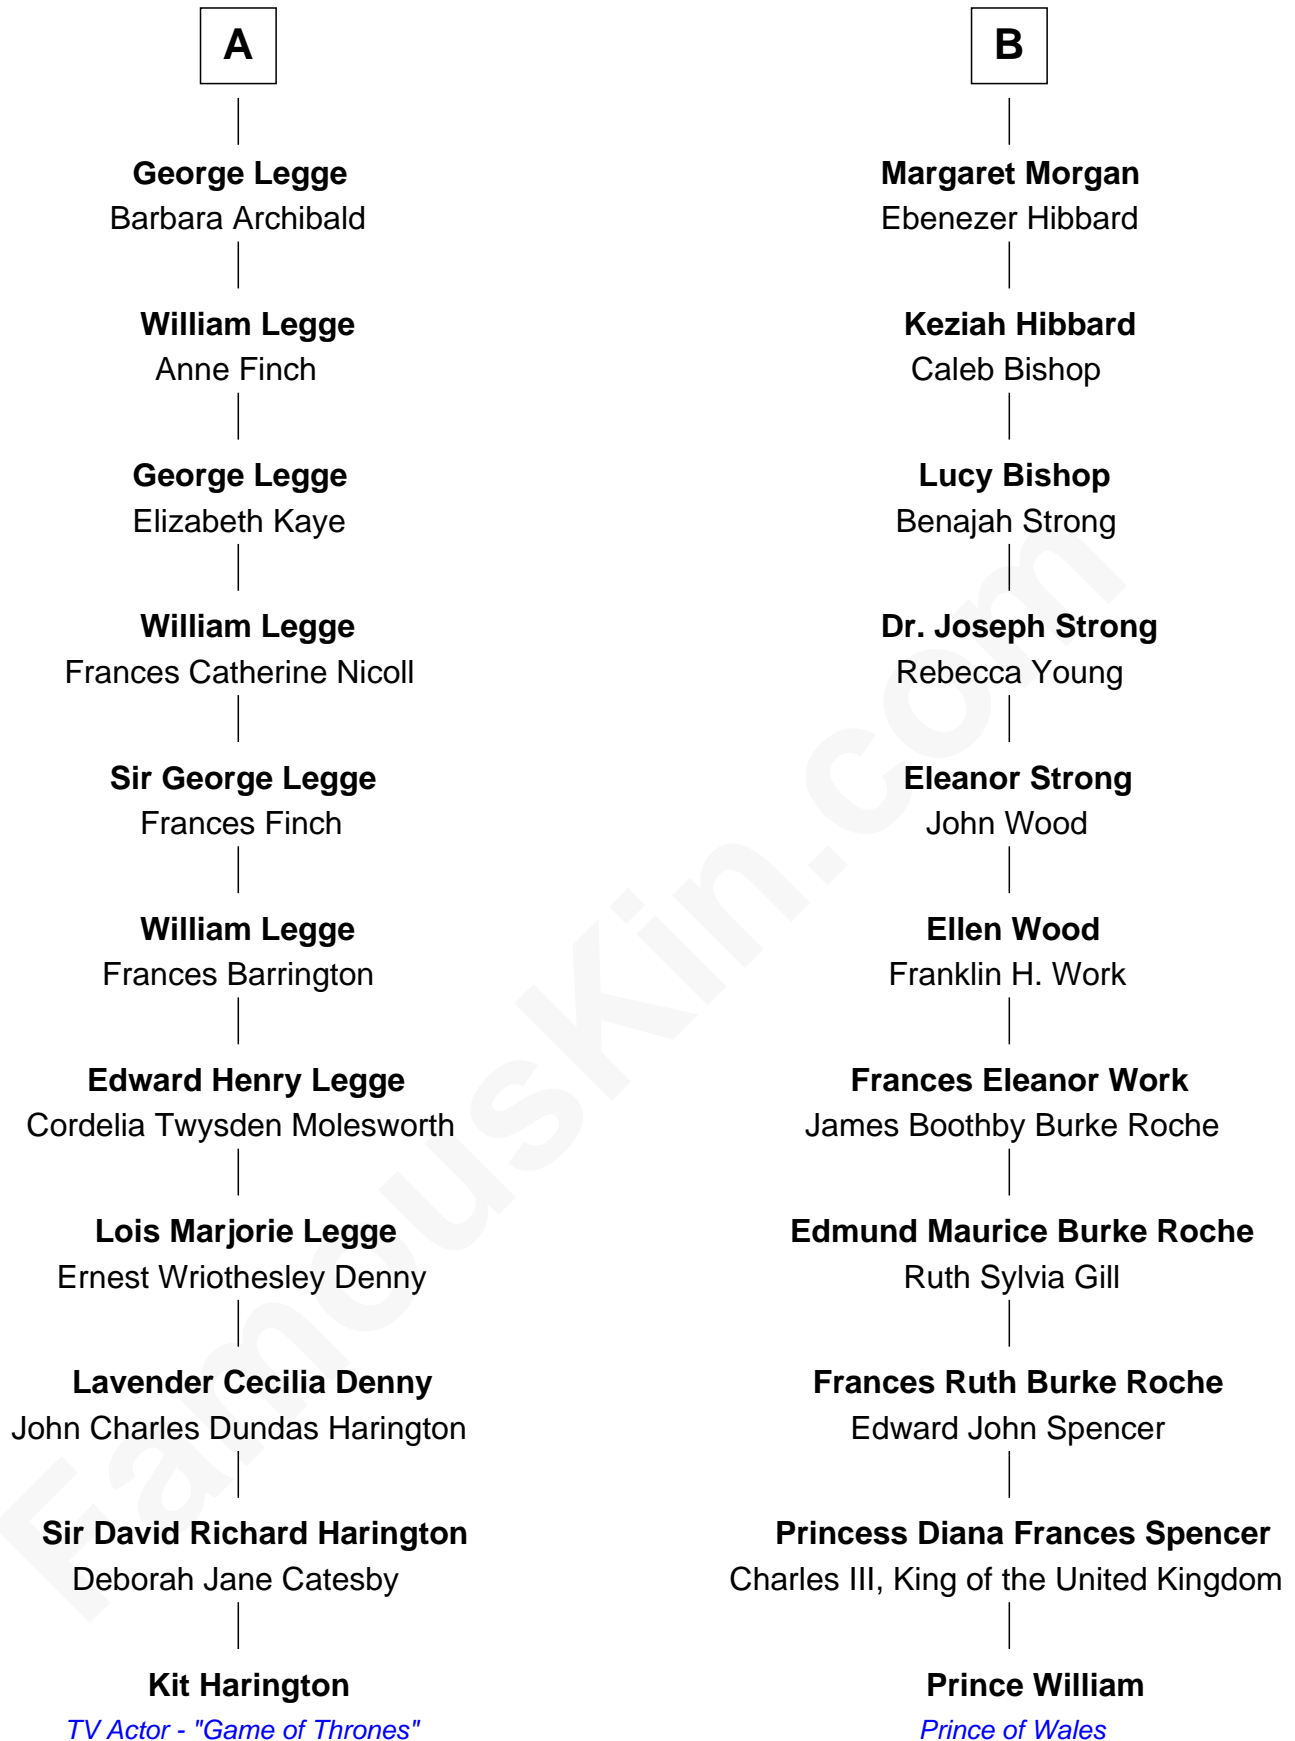 A
George Legge
Barbara Archibald
William Legge
Anne Finch
George Legge
Elizabeth Kaye
William Legge
Frances Catherine Nicoll
Sir George Legge
Frances Finch
William Legge
Frances Barrington
Edward Henry Legge
Cordelia Twysden Molesworth
Lois Marjorie Legge
Ernest Wriothesley Denny
Lavender Cecilia Denny
John Charles Dundas Harington
Sir David Richard Harington
Deborah Jane Catesby
Kit Harington
TV Actor - "Game of Thrones"
B
Margaret Morgan
Ebenezer Hibbard
Keziah Hibbard
Caleb Bishop
Lucy Bishop
Benajah Strong
Dr. Joseph Strong
Rebecca Young
Eleanor Strong
John Wood
Ellen Wood
Franklin H. Work
Frances Eleanor Work
James Boothby Burke Roche
Edmund Maurice Burke Roche
Ruth Sylvia Gill
Frances Ruth Burke Roche
Edward John Spencer
Princess Diana Frances Spencer
Charles III, King of the United Kingdom
Prince William
Prince of Wales
FamousKin.com